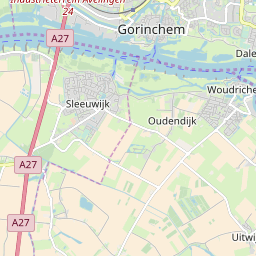 Industrieterrein Avelingen
24
Gorinchem
A27
Dale
Woudriche
Sleeuwijk
Oudendijk
A27
A27
Uitwij